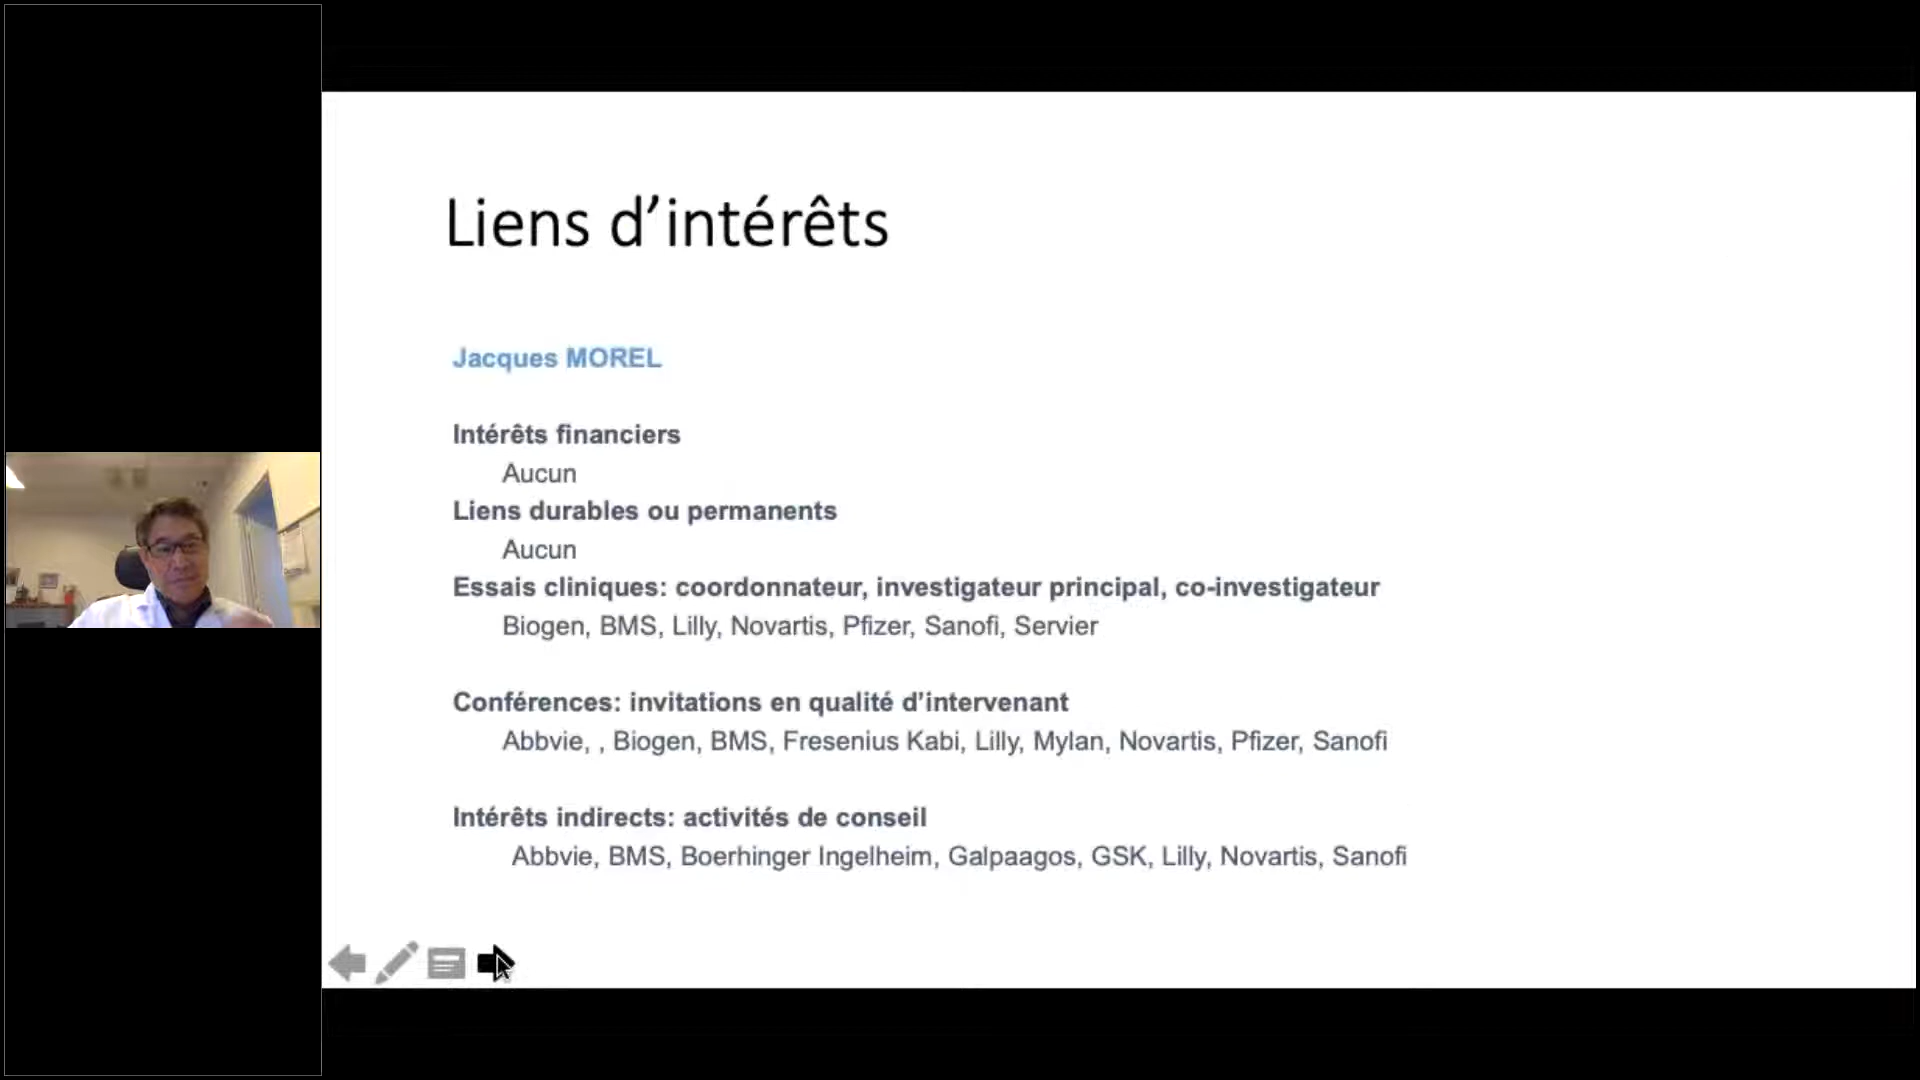 Liens d’intérêts
Jacques MOREL
Intérêts financiers
Aucun
Liens durables ou permanents
Aucun
Essais cliniques: coordonnateur, investigateur principal, co-investigateur
Biogen, BMS, Lilly, Novartis, Pfizer, Sanofi, Servier
Conférences: invitations en qualité d’intervenant
Abbvie, , Biogen, BMS, Fresenius Kabi, Lilly, Mylan, Novartis, Pfizer, Sanofi
Intérêts indirects: activités de conseil
Abbvie, BMS, Boerhinger Ingelheim, Galpaagos, GSK, Lilly, Novartis, Sanofi